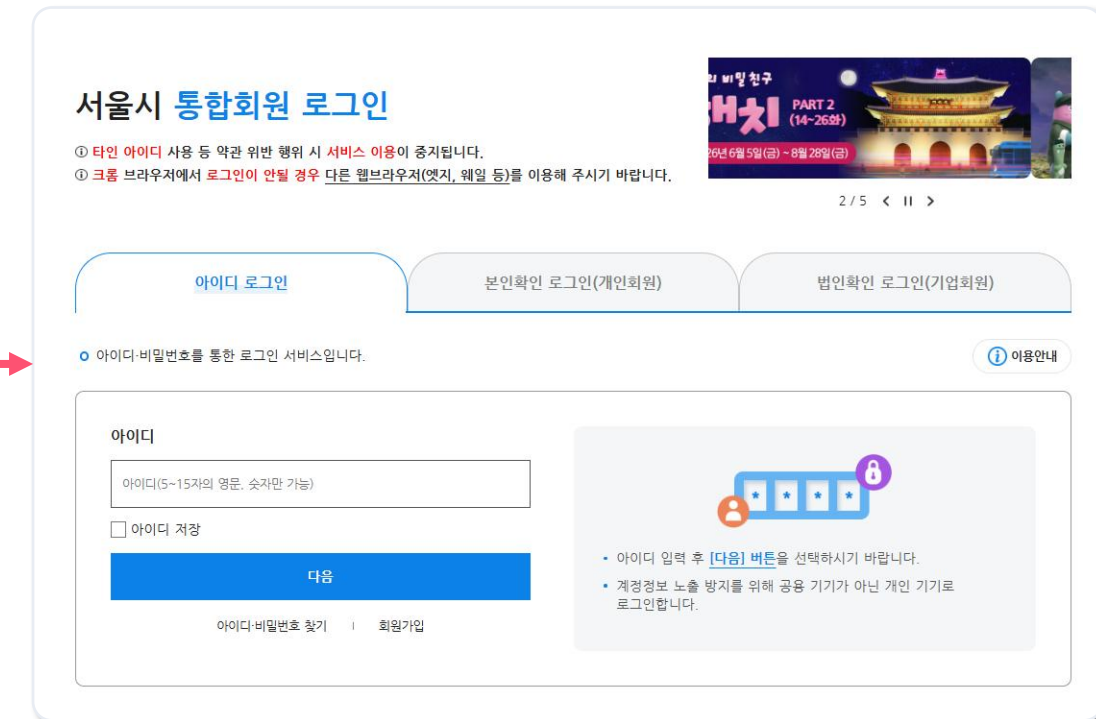 서울시 통합회원 로그인
ⓘ 타인 아이디 사용 등 약관 위반 행위 시 서비스 이용이 중지됩니다.
ⓘ 크롬 브라우저에서 로그인이 안될 경우 다른 웹브라우저(엣지, 웨일 등)를 이용해 주시기 바랍니다.
비밀친구
해치 PART 2
(14~26화)
6월 5일(금) ~ 8월 28일(금)
2 / 5
아이디 로그인
본인확인 로그인(개인회원)
법인확인 로그인(기업회원)
아이디·비밀번호를 통한 로그인 서비스입니다.
이용안내
아이디
아이디(5~15자의 영문, 숫자만 가능)
아이디 저장
다음
아이디·비밀번호 찾기 | 회원가입
• 아이디 입력 후 [다음] 버튼을 선택하시기 바랍니다.
• 계정정보 노출 방지를 위해 공용 기기가 아닌 개인 기기로
로그인합니다.